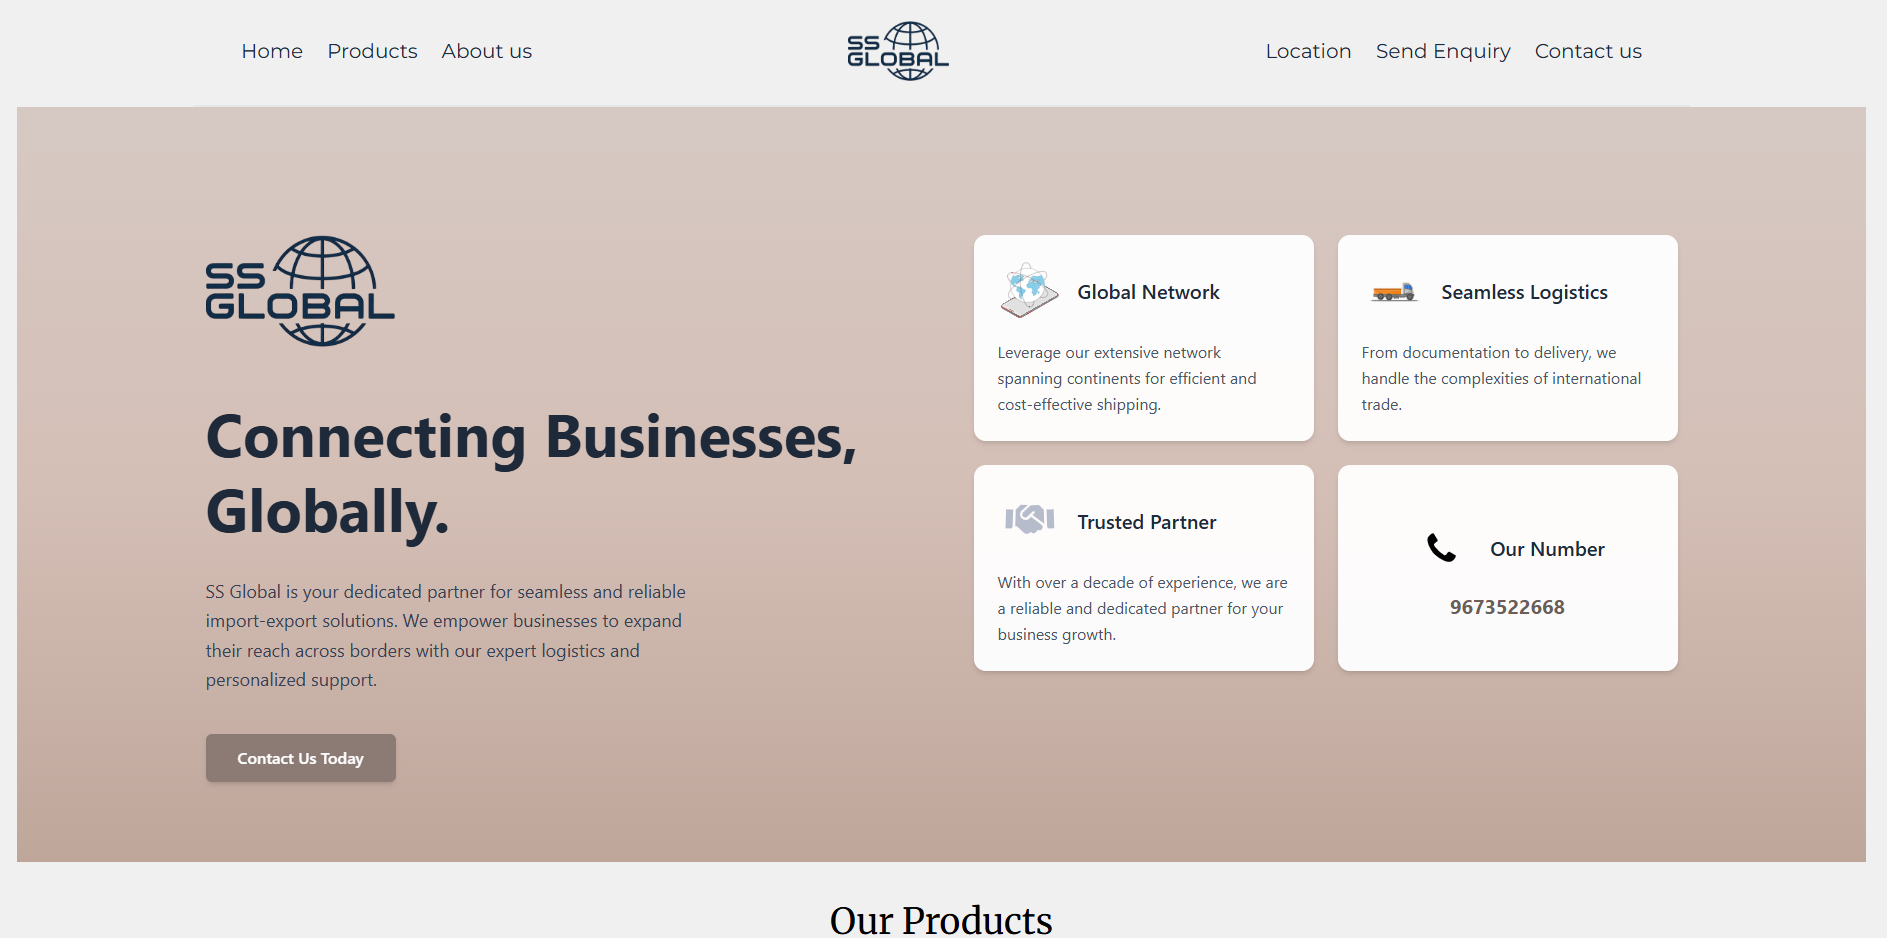 Home Products About us
SS
GLOBAL
Location Send Enquiry Contact us
SS
GLOBAL
Connecting Businesses,
Globally.
SS Global is your dedicated partner for seamless and reliable
import-export solutions. We empower businesses to expand
their reach across borders with our expert logistics and
personalized support.
Contact Us Today
Global Network
Leverage our extensive network
spanning continents for efficient and
cost-effective shipping.
Seamless Logistics
From documentation to delivery, we
handle the complexities of international
trade.
Trusted Partner
With over a decade of experience, we are
a reliable and dedicated partner for your
business growth.
Our Number
9673522668
Our Products